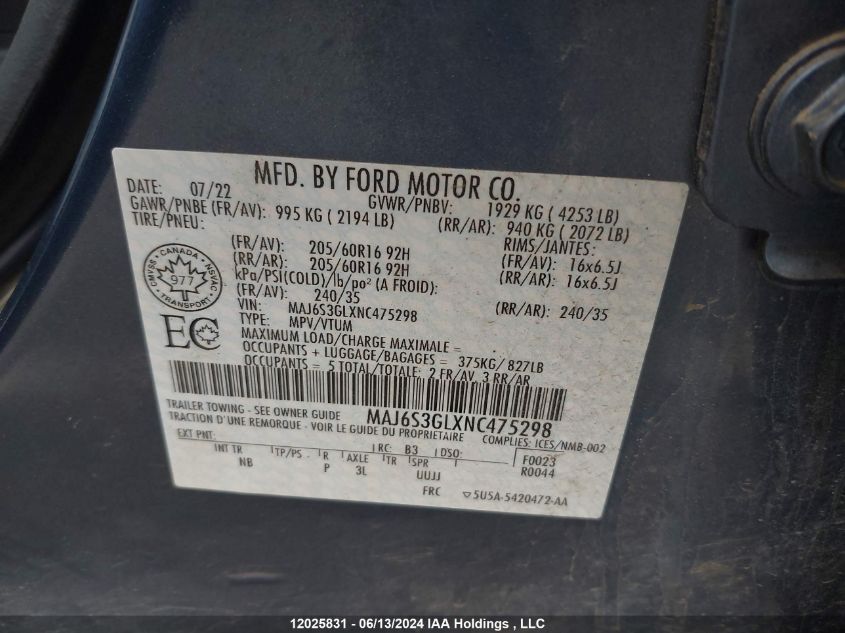 MFD. BY FORD MOTOR CO.
DATE: 07/22 GVWR/PNBV: 1929 KG ( 4253 LB)
GAWR/PNBE (FR/AV): 995 KG ( 2194 LB) (RR/AR): 940 KG ( 2072 LB)
TIRE/PNEU: RIMS/JANTES:
(FR/AV): 205/60R16 92H (FR/AV): 16x6.5J
(RR/AR): 205/60R16 92H (RR/AR): 16x6.5J
kPa/PSI(COLD)/lb/po² (A FROID):
(FR/AV): 240/35 (RR/AR): 240/35
VIN: MAJ6S3GLXNC475298
TYPE: MPV/VTUM
MAXIMUM LOAD/CHARGE MAXIMALE =
OCCUPANTS + LUGGAGE/BAGAGES = 375KG/ 827LB
OCCUPANTS = 5 TOTAL/TOTALE: 2 FR/AV 3 RR/AR
CANADA
CMVSS NSVAC
977
TRANSPORT
EC
MAJ6S3GLXNC475298
TRAILER TOWING - SEE OWNER GUIDE
TRACTION D'UNE REMORQUE - VOIR LE GUIDE DU PROPRIETAIRE COMPLIES: ICES/NMB-002
EXT PNT: RC: B3 DSO: F0023
INT TR TP/PS R AXLE TR SPR R0044
NB P 3L UUJJ
FRC 5U5A-5420472-AA
12025831 - 06/13/2024 IAA Holdings , LLC